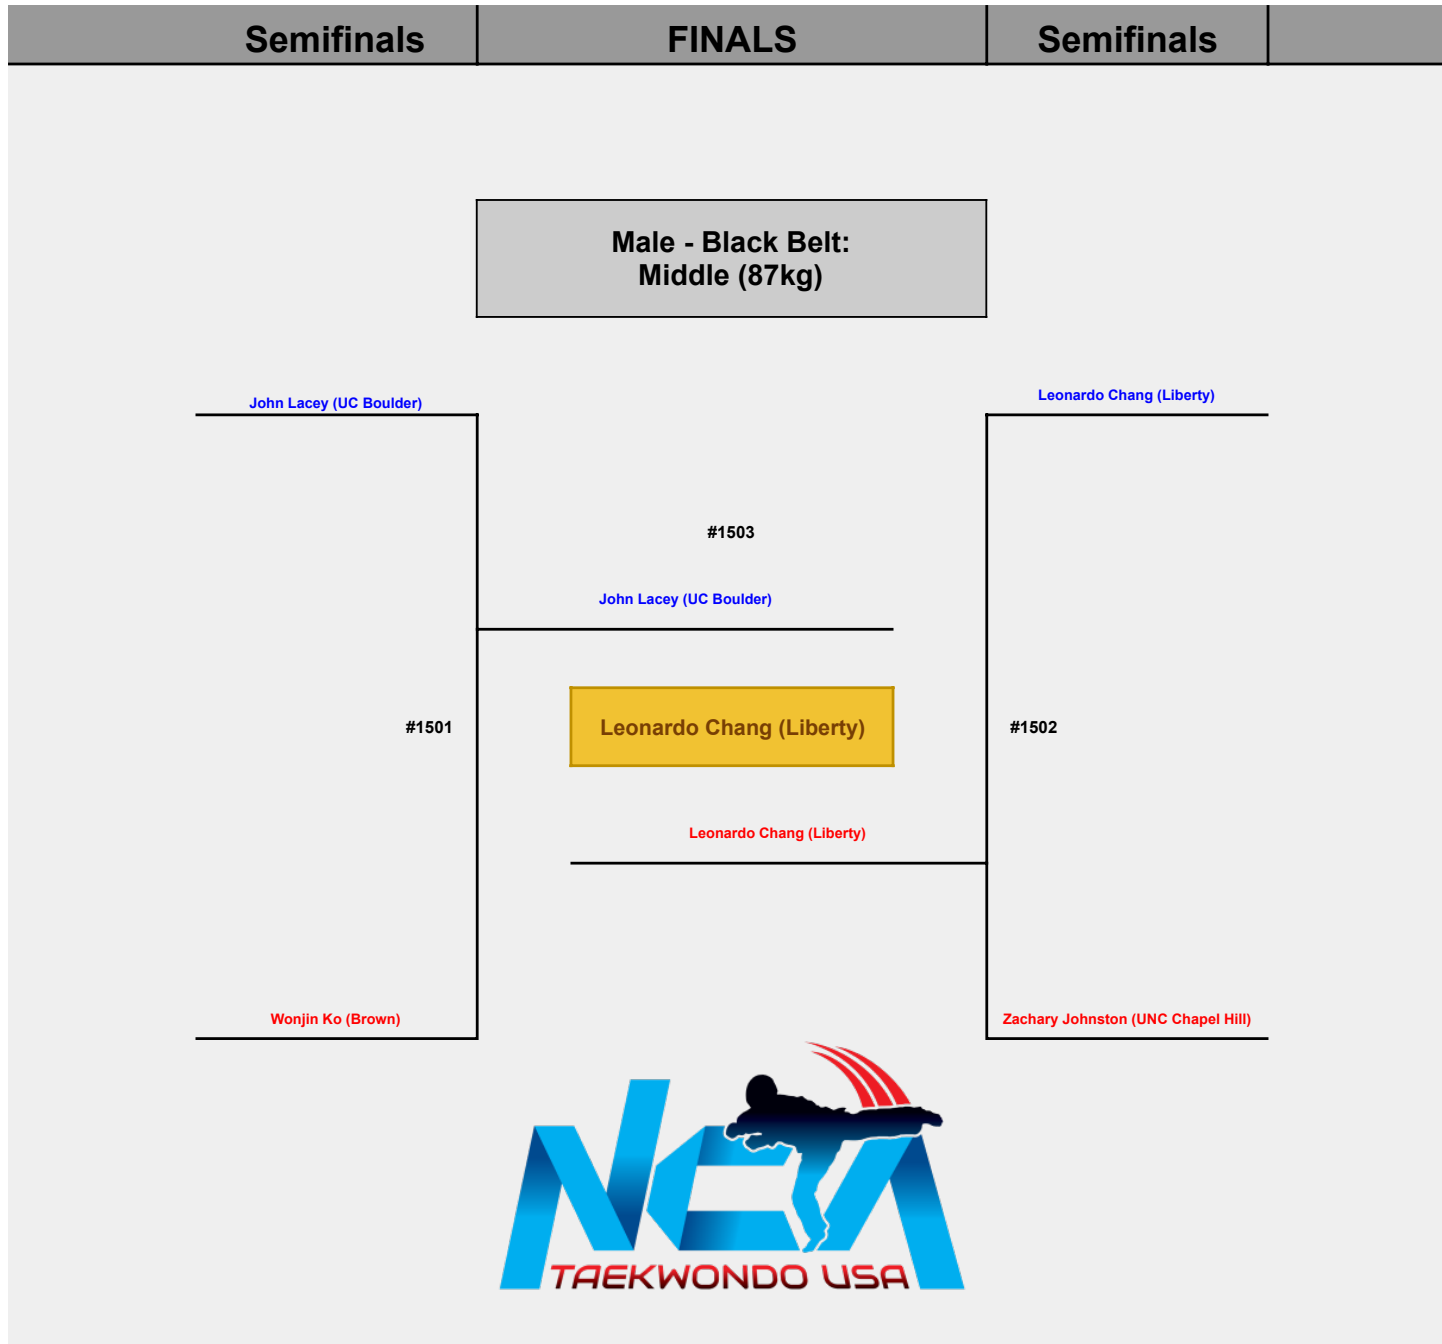 Semifinals
FINALS
Semifinals
Male - Black Belt:
Middle (87kg)
John Lacey (UC Boulder)
Leonardo Chang (Liberty)
#1503
John Lacey (UC Boulder)
#1501
Leonardo Chang (Liberty)
#1502
Leonardo Chang (Liberty)
Wonjin Ko (Brown)
Zachary Johnston (UNC Chapel Hill)
NCA
TAEKWONDO USA